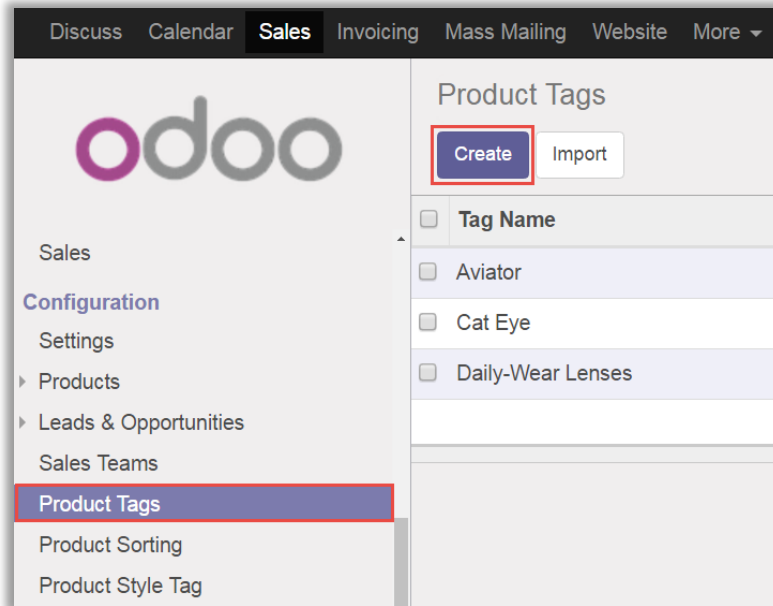 Discuss Calendar Sales Invoicing Mass Mailing Website More
odoo
Sales
Configuration
Settings
Products
Leads & Opportunities
Sales Teams
Product Tags
Product Sorting
Product Style Tag
Product Tags
Create Import
Tag Name
Aviator
Cat Eye
Daily-Wear Lenses